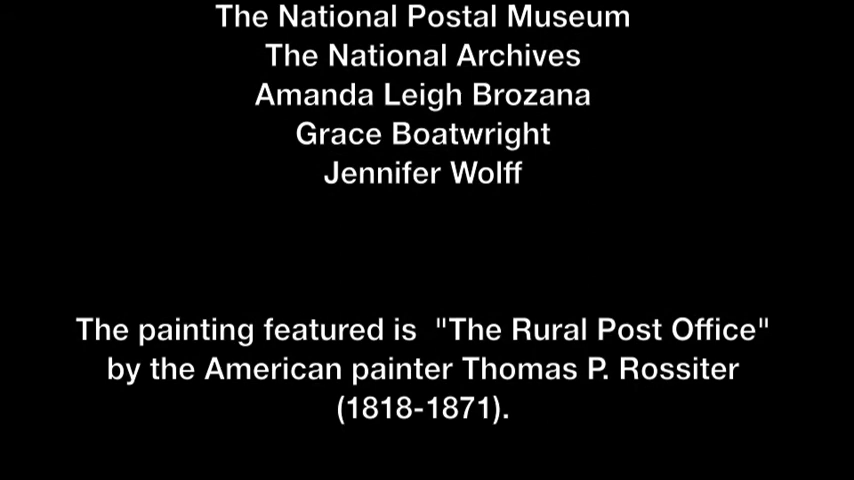 The National Postal Museum
The National Archives
Amanda Leigh Brozana
Grace Boatwright
Jennifer Wolff
The painting featured is  "The Rural Post Office"
by the American painter Thomas P. Rossiter
(1818-1871).